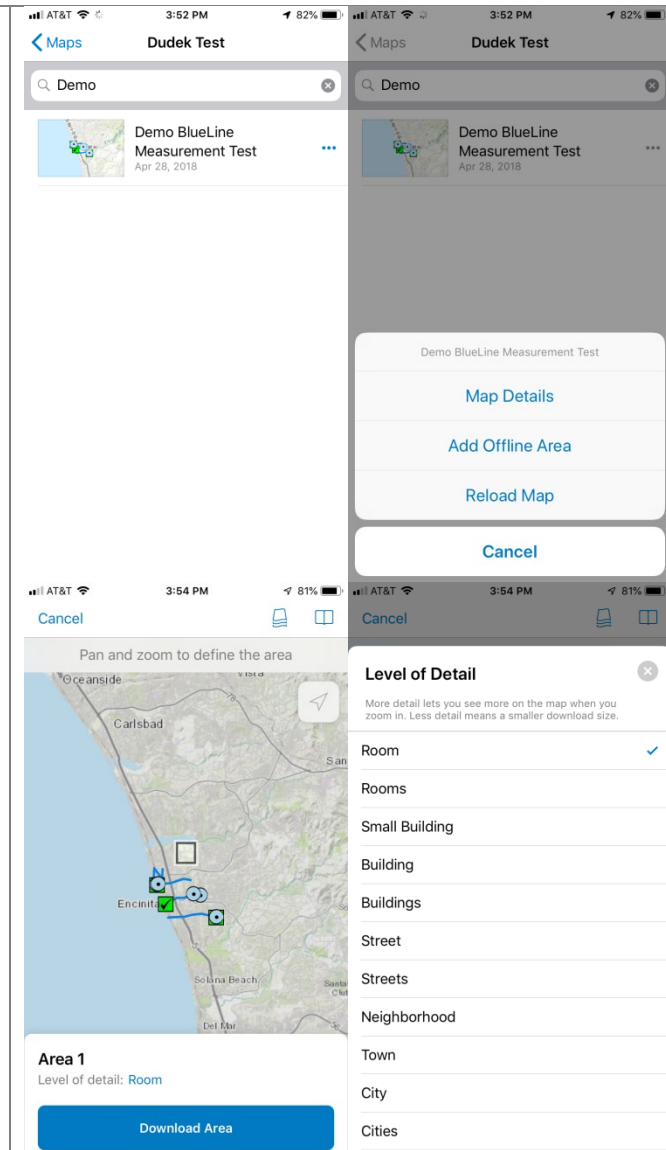 AT&T 3:52 PM 82%
Maps Dudek Test
Demo
Demo BlueLine
Measurement Test
Apr 28, 2018
AT&T 3:52 PM 82%
Maps Dudek Test
Demo
Demo BlueLine
Measurement Test
Apr 28, 2018
Demo BlueLine Measurement Test
Map Details
Add Offline Area
Reload Map
Cancel
AT&T 3:54 PM 81%
Cancel
Pan and zoom to define the area
Oceanside
Vista
78
Carlsbad
San
N
Encinita
Solana Beach
Santa
Del Mar
Area 1
Level of detail: Room
Download Area
AT&T 3:54 PM 81%
Cancel
Level of Detail
More detail lets you see more on the map when you
zoom in. Less detail means a smaller download size.
Room
Rooms
Small Building
Building
Buildings
Street
Streets
Neighborhood
Town
City
Cities